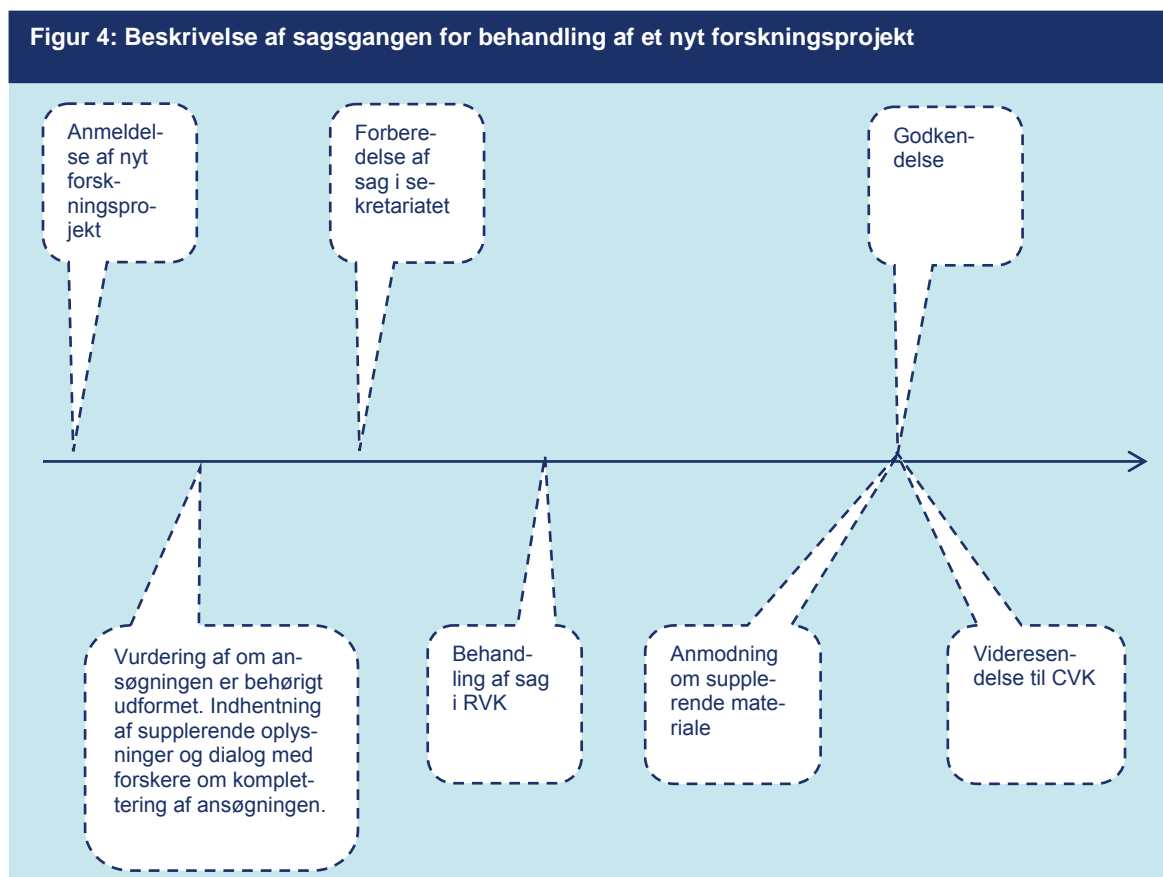 Figur 4: Beskrivelse af sagsgangen for behandling af et nyt forskningsprojekt
Anmeldel-
se af nyt
forsk-
ningspro-
jekt
Forbere-
delse af
sag i se-
kretariatet
Godken-
delse
Vurdering af om an-
søgningen er behørigt
udformet. Indhentning
af supplerende oplys-
ninger og dialog med
forskere om komplet-
tering af ansøgningen.
Behand-
ling af sag
i RVK
Anmodning
om supple-
rende mate-
riale
Videresen-
delse til CVK